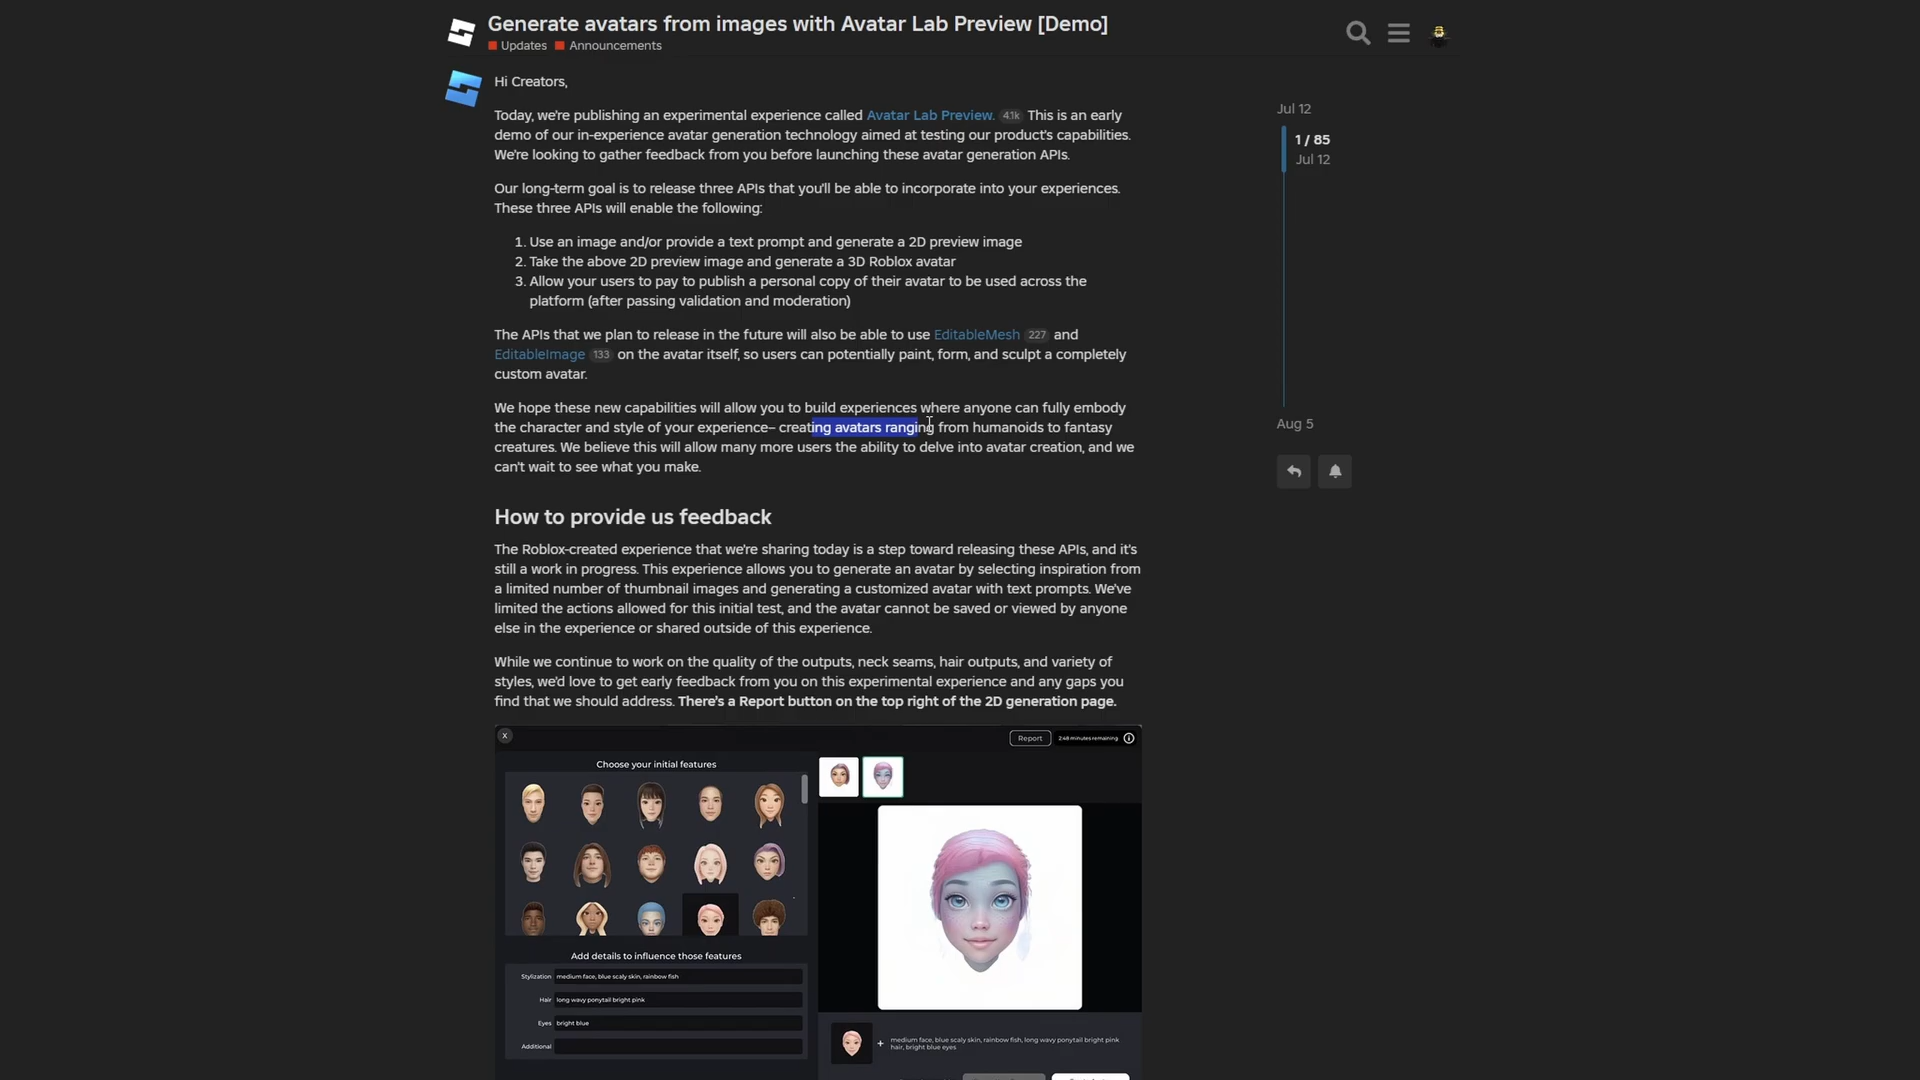 Generate avatars from images with Avatar Lab Preview [Demo]
Updates Announcements
Hi Creators,
Today, we're publishing an experimental experience called Avatar Lab Preview. 4.1k This is an early
demo of our in-experience avatar generation technology aimed at testing our product's capabilities.
We're looking to gather feedback from you before launching these avatar generation APIs.
Our long-term goal is to release three APIs that you'll be able to incorporate into your experiences.
These three APIs will enable the following:
1. Use an image and/or provide a text prompt and generate a 2D preview image
2. Take the above 2D preview image and generate a 3D Roblox avatar
3. Allow your users to pay to publish a personal copy of their avatar to be used across the
platform (after passing validation and moderation)
The APIs that we plan to release in the future will also be able to use EditableMesh 227 and
EditableImage 133 on the avatar itself, so users can potentially paint, form, and sculpt a completely
custom avatar.
We hope these new capabilities will allow you to build experiences where anyone can fully embody
the character and style of your experience– creating avatars ranging from humanoids to fantasy
creatures. We believe this will allow many more users the ability to delve into avatar creation, and we
can't wait to see what you make.
How to provide us feedback
The Roblox-created experience that we're sharing today is a step toward releasing these APIs, and it's
still a work in progress. This experience allows you to generate an avatar by selecting inspiration from
a limited number of thumbnail images and generating a customized avatar with text prompts. We've
limited the actions allowed for this initial test, and the avatar cannot be saved or viewed by anyone
else in the experience or shared outside of this experience.
While we continue to work on the quality of the outputs, neck seams, hair outputs, and variety of
styles, we'd love to get early feedback from you on this experimental experience and any gaps you
find that we should address. There's a Report button on the top right of the 2D generation page.
X
Report 248 minutes remaining
Choose your initial features
Add details to influence those features
Stylization medium face, blue scaly skin, rainbow fish
Hair long wavy ponytail bright pink
Eyes bright blue
Additional
+ medium face, blue scaly skin, rainbow fish, long wavy ponytail bright pink
hair, bright blue eyes
Jul 12
1 / 85
Jul 12
Aug 5